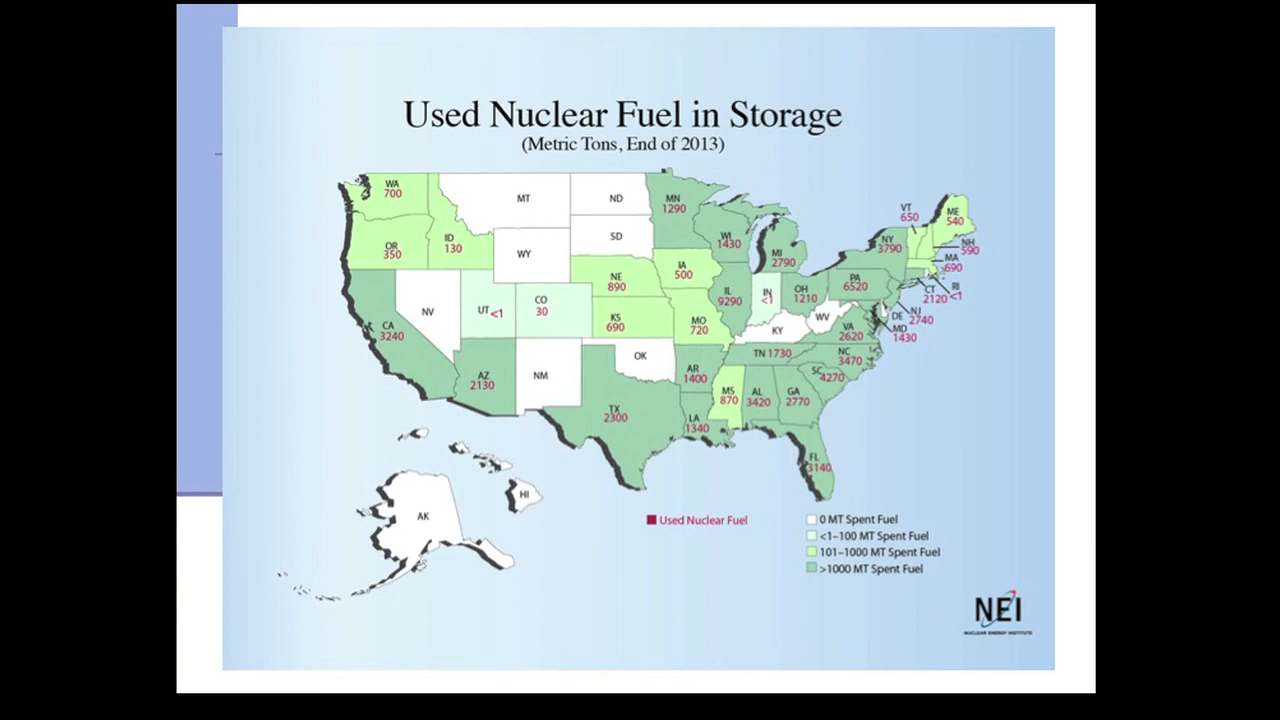 Used Nuclear Fuel in Storage
(Metric Tons, End of 2013)
WA
700
MT
ND
MN
1290
VT
650
ME
540
OR
350
ID
130
SD
WI
1430
MI
2790
NY
3790
NH
590
WY
MA
690
IA
500
NE
890
PA
6520
IL
9290
IN
<1
OH
1210
CT
2120
RI
<1
NV
UT <1
CO
30
KS
690
MO
720
WV
NJ
2740
DE
MD
1430
CA
3240
KY
VA
2620
TN 1730
NC
3470
OK
AZ
2130
NM
AR
1400
SC
4270
MS
870
AL
3420
GA
2770
TX
2300
LA
1340
FL
3140
HI
AK
Used Nuclear Fuel
0 MT Spent Fuel
<1–100 MT Spent Fuel
101–1000 MT Spent Fuel
>1000 MT Spent Fuel
NEI
NUCLEAR ENERGY INSTITUTE